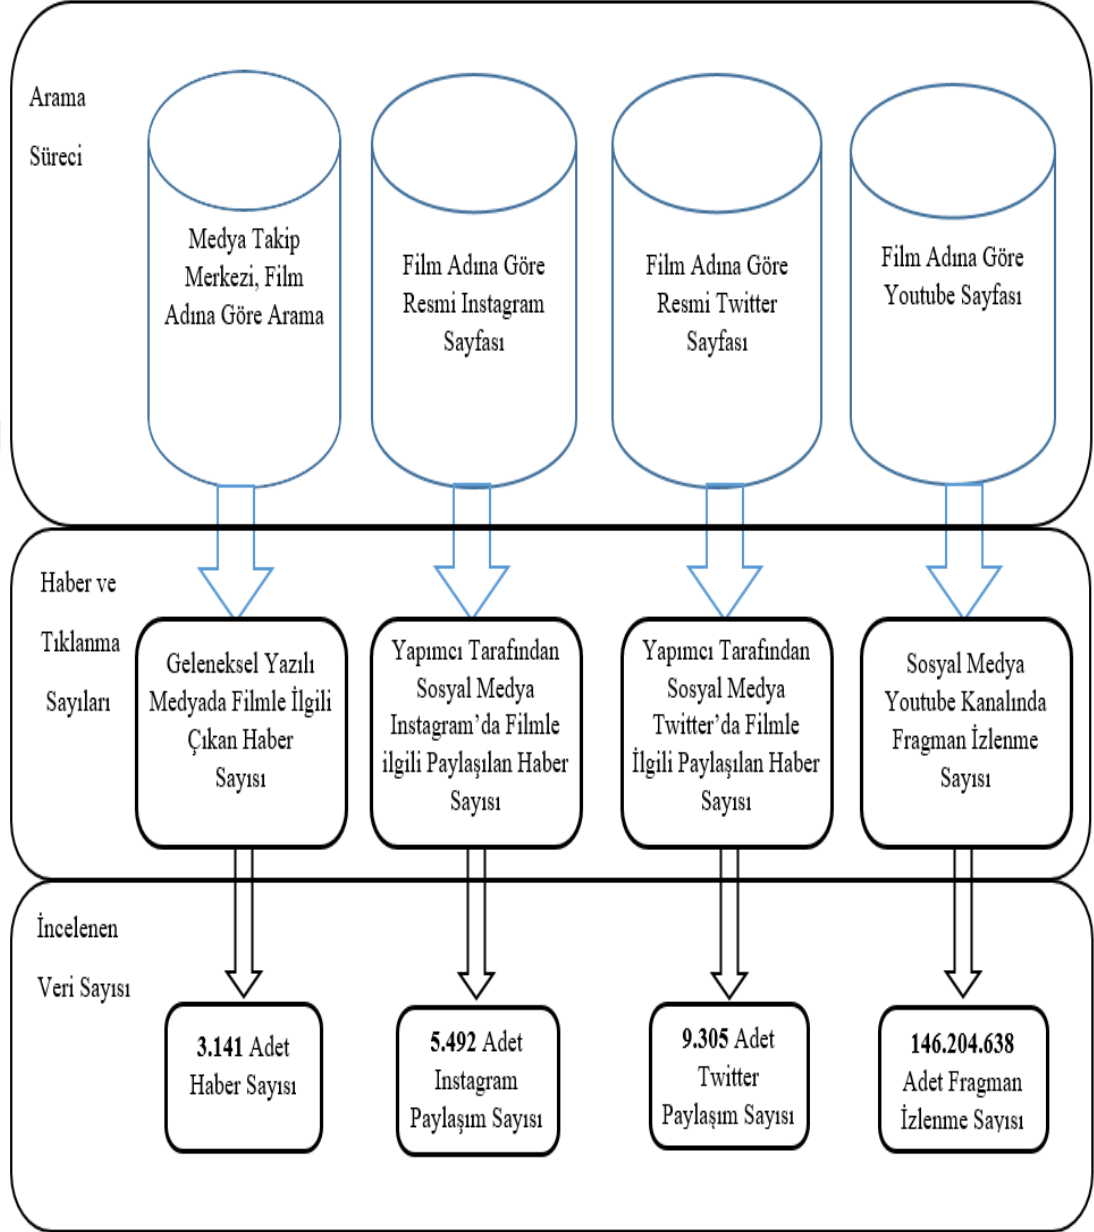 Arama
Süreci
Medya Takip
Merkezi, Film
Adına Göre Arama
Film Adına Göre
Resmi Instagram
Sayfası
Film Adına Göre
Resmi Twitter
Sayfası
Film Adına Göre
Youtube Sayfası
Haber ve
Tıklanma
Sayıları
Geleneksel Yazılı
Medyada Filmle İlgili
Çıkan Haber
Sayısı
Yapımcı Tarafından
Sosyal Medya
Instagram’da Filmle
ilgili Paylaşılan Haber
Sayısı
Yapımcı Tarafından
Sosyal Medya
Twitter’da Filmle
İlgili Paylaşılan Haber
Sayısı
Sosyal Medya
Youtube Kanalında
Fragman İzlenme
Sayısı
İncelenen
Veri Sayısı
3.141 Adet
Haber Sayısı
5.492 Adet
Instagram
Paylaşım Sayısı
9.305 Adet
Twitter
Paylaşım Sayısı
146.204.638
Adet Fragman
İzlenme Sayısı